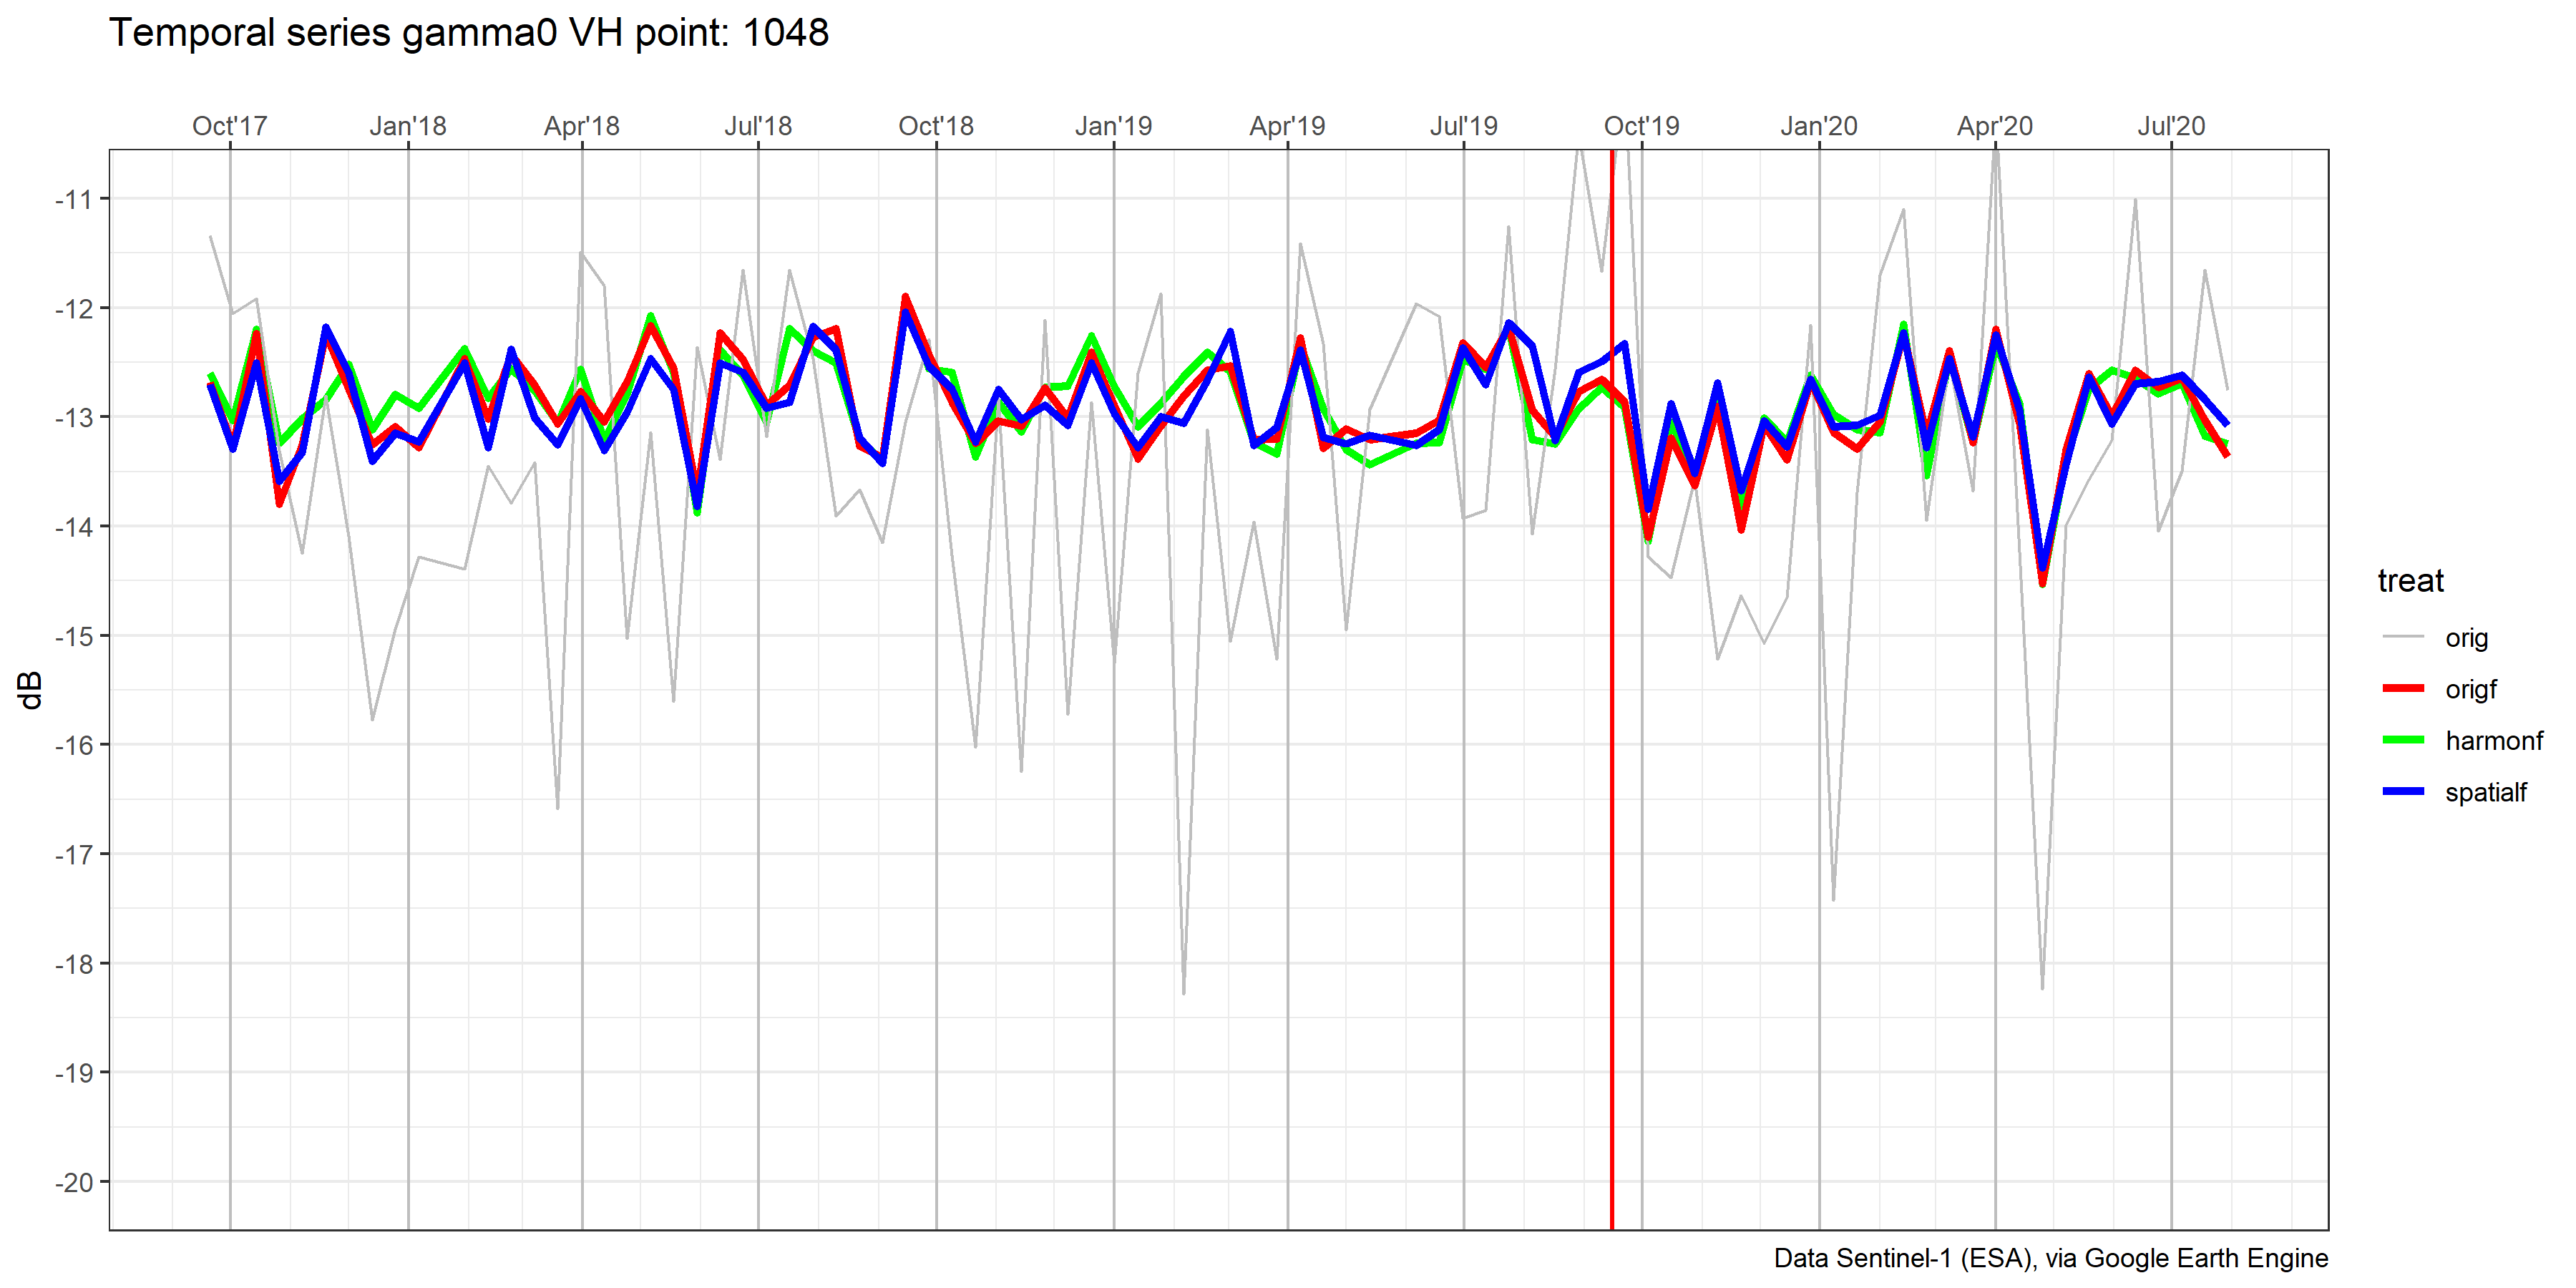 Temporal series gamma0 VH point: 1048
Oct'17 Jan'18 Apr'18 Jul'18 Oct'18 Jan'19 Apr'19 Jul'19 Oct'19 Jan'20 Apr'20 Jul'20
-11
-12
-13
-14
-15
-16
-17
-18
-19
-20
dB
treat
orig
origf
harmonf
spatialf
Data Sentinel-1 (ESA), via Google Earth Engine